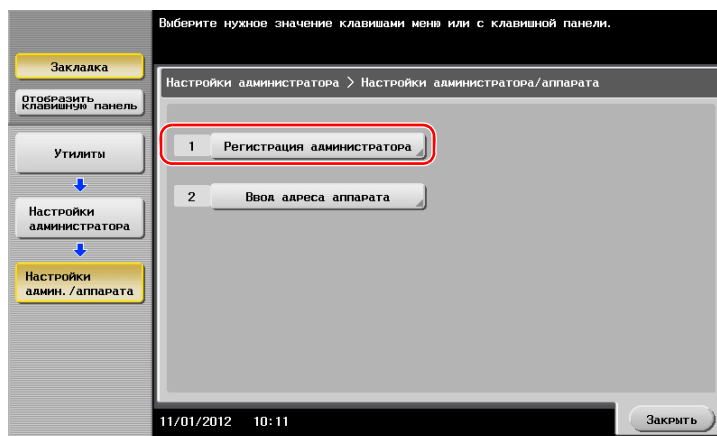 Выберите нужное значение клавишами меню или с клавишной панели.
Закладка
Отобразить
клавишную панель
Утилиты
Настройки
администратора
Настройки
админ./аппарата
Настройки администратора > Настройки администратора/аппарата
1 Регистрация администратора
2 Ввод адреса аппарата
11/01/2012 10:11
Закрыть